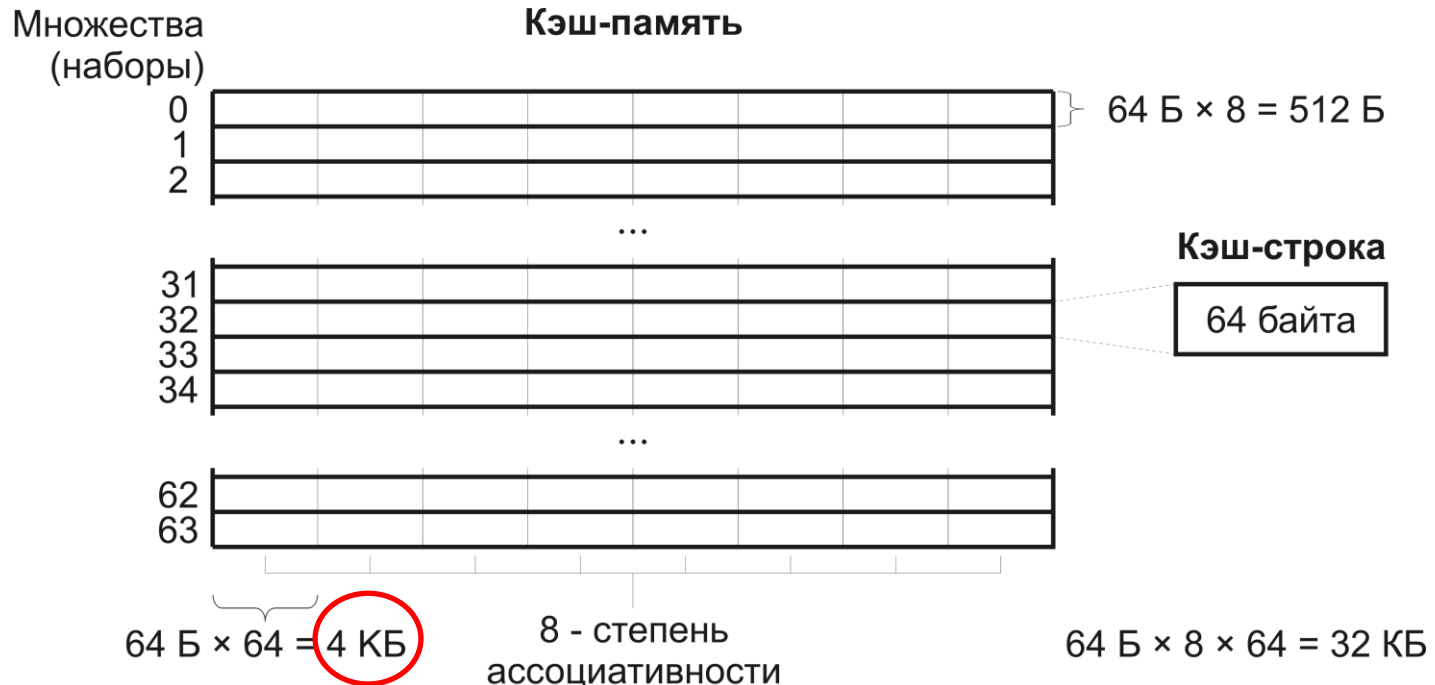 Множества
(наборы)
Кэш-память
0
1
2
64 Б × 8 = 512 Б
...
Кэш-строка
31
32
33
34
64 байта
...
62
63
64 Б × 64 = 4 КБ
8 - степень
ассоциативности
64 Б × 8 × 64 = 32 КБ